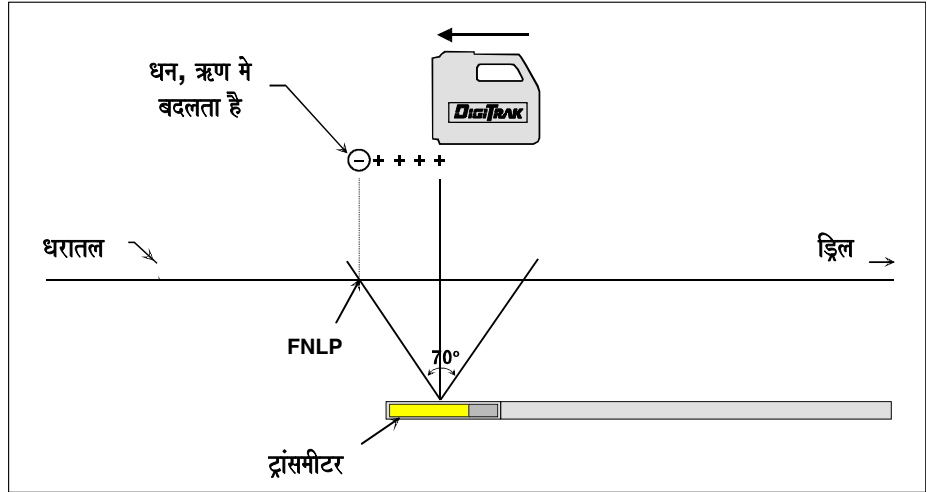 धन, ऋण मे
बदलता है
DIGITRAK
− + + + +
धरातल
ड्रिल
FNLP
70°
ट्रांसमीटर